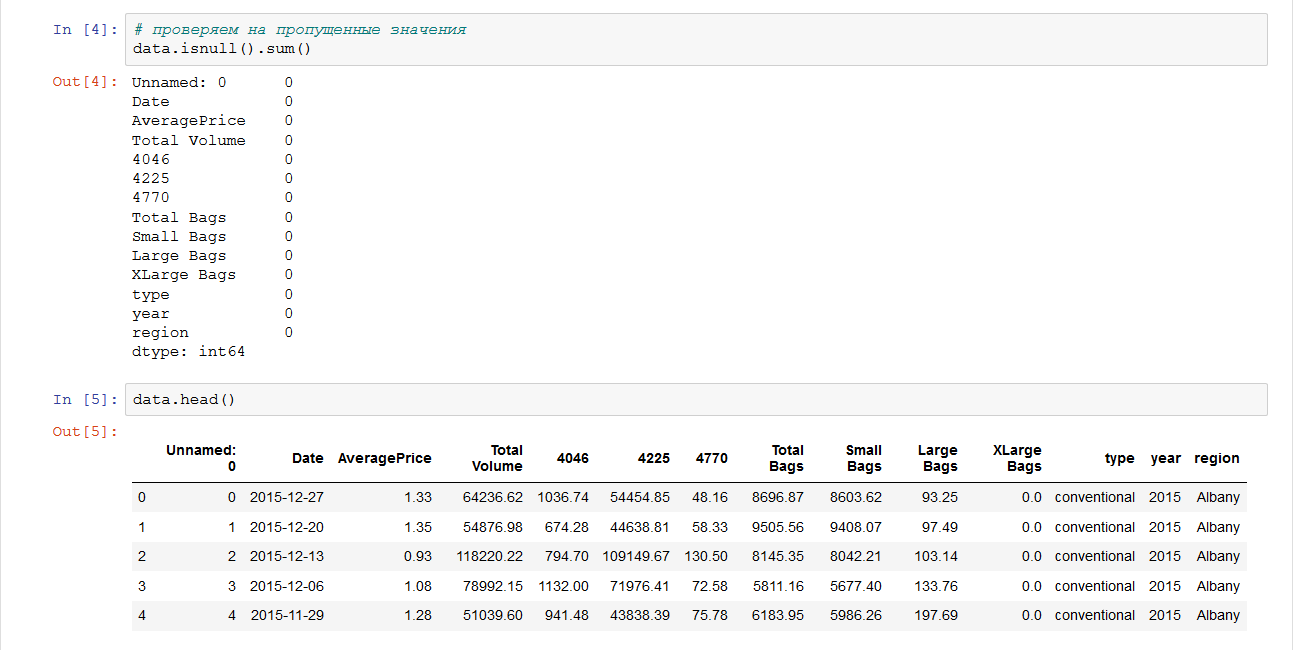 In [4]: # проверяем на пропущенные значения
data.isnull().sum()
Out[4]: Unnamed: 0 0
Date 0
AveragePrice 0
Total Volume 0
4046 0
4225 0
4770 0
Total Bags 0
Small Bags 0
Large Bags 0
XLarge Bags 0
type 0
year 0
region 0
dtype: int64
In [5]: data.head()
Out[5]:
Unnamed: 0 Date AveragePrice Total Volume 4046 4225 4770 Total Bags Small Bags Large Bags XLarge Bags type year region
0 0 2015-12-27 1.33 64236.62 1036.74 54454.85 48.16 8696.87 8603.62 93.25 0.0 conventional 2015 Albany
1 1 2015-12-20 1.35 54876.98 674.28 44638.81 58.33 9505.56 9408.07 97.49 0.0 conventional 2015 Albany
2 2 2015-12-13 0.93 118220.22 794.70 109149.67 130.50 8145.35 8042.21 103.14 0.0 conventional 2015 Albany
3 3 2015-12-06 1.08 78992.15 1132.00 71976.41 72.58 5811.16 5677.40 133.76 0.0 conventional 2015 Albany
4 4 2015-11-29 1.28 51039.60 941.48 43838.39 75.78 6183.95 5986.26 197.69 0.0 conventional 2015 Albany